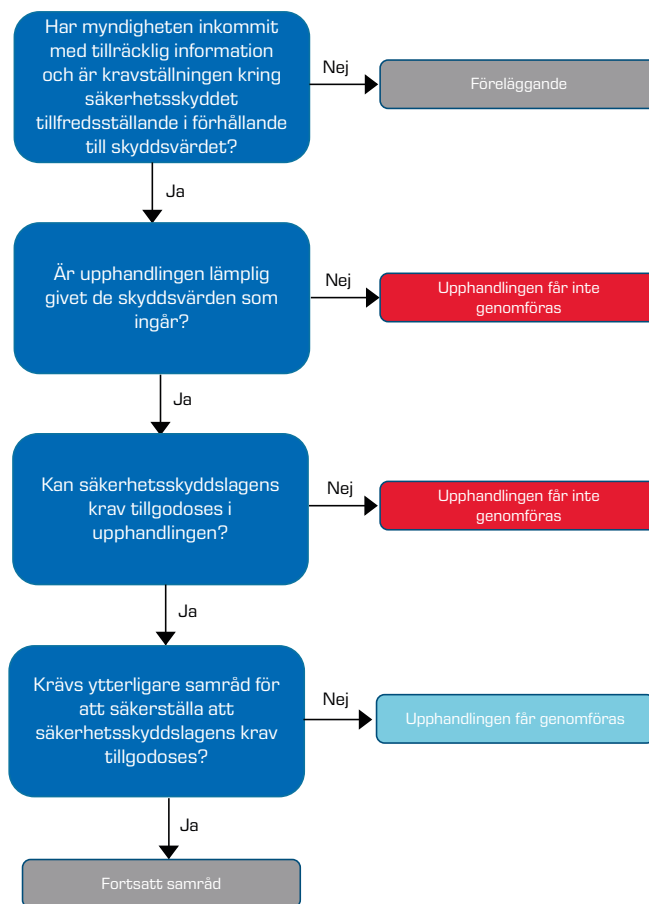 Har myndigheten inkommit
med tillräcklig information
och är kravställningen kring
säkerhetsskyddet
tillfredsställande i förhållande
till skyddsvärdet?
Nej
Föreläggande
Ja
Är upphandlingen lämplig
givet de skyddsvärden som
ingår?
Nej
Upphandlingen får inte
genomföras
Ja
Kan säkerhetsskyddslagens
krav tillgodoses i
upphandlingen?
Nej
Upphandlingen får inte
genomföras
Ja
Krävs ytterligare samråd för
att säkerställa att
säkerhetsskyddslagens krav
tillgodoses?
Nej
Upphandlingen får genomföras
Ja
Fortsatt samråd